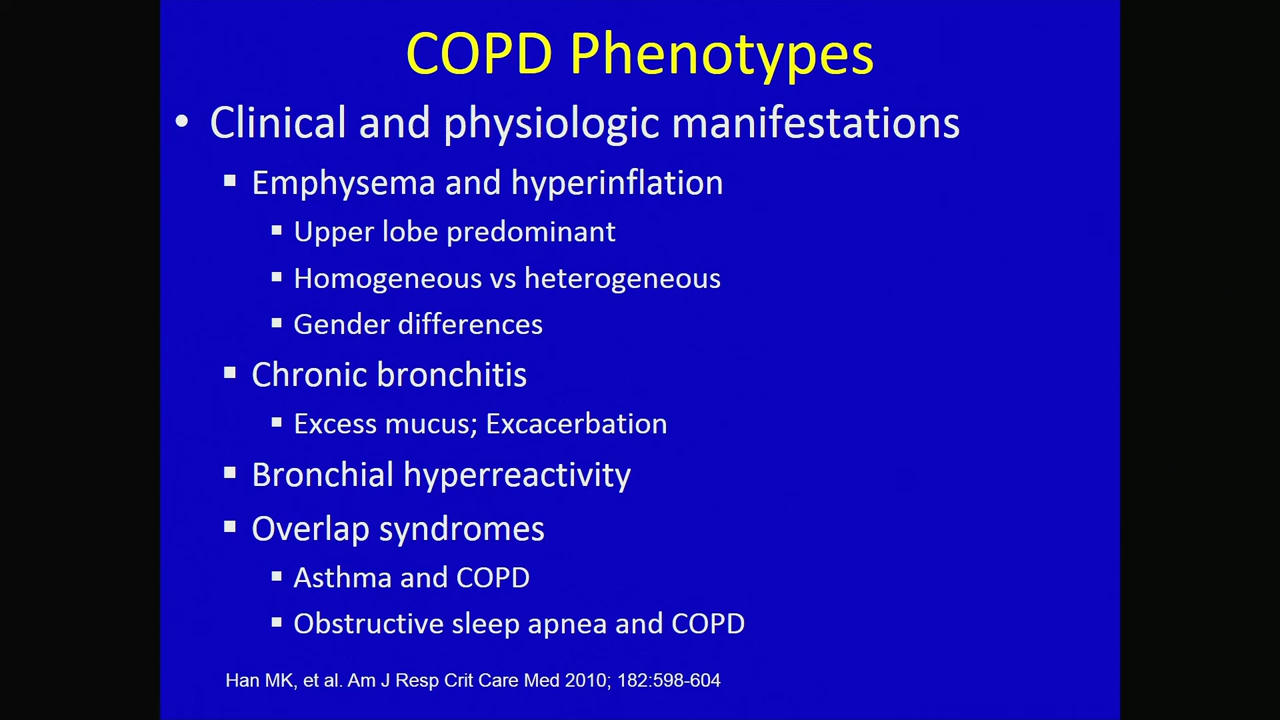 COPD Phenotypes
• Clinical and physiologic manifestations
▪ Emphysema and hyperinflation
▪ Upper lobe predominant
▪ Homogeneous vs heterogeneous
▪ Gender differences
▪ Chronic bronchitis
▪ Excess mucus; Excacerbation
▪ Bronchial hyperreactivity
▪ Overlap syndromes
▪ Asthma and COPD
▪ Obstructive sleep apnea and COPD
Han MK, et al. Am J Resp Crit Care Med 2010; 182:598-604